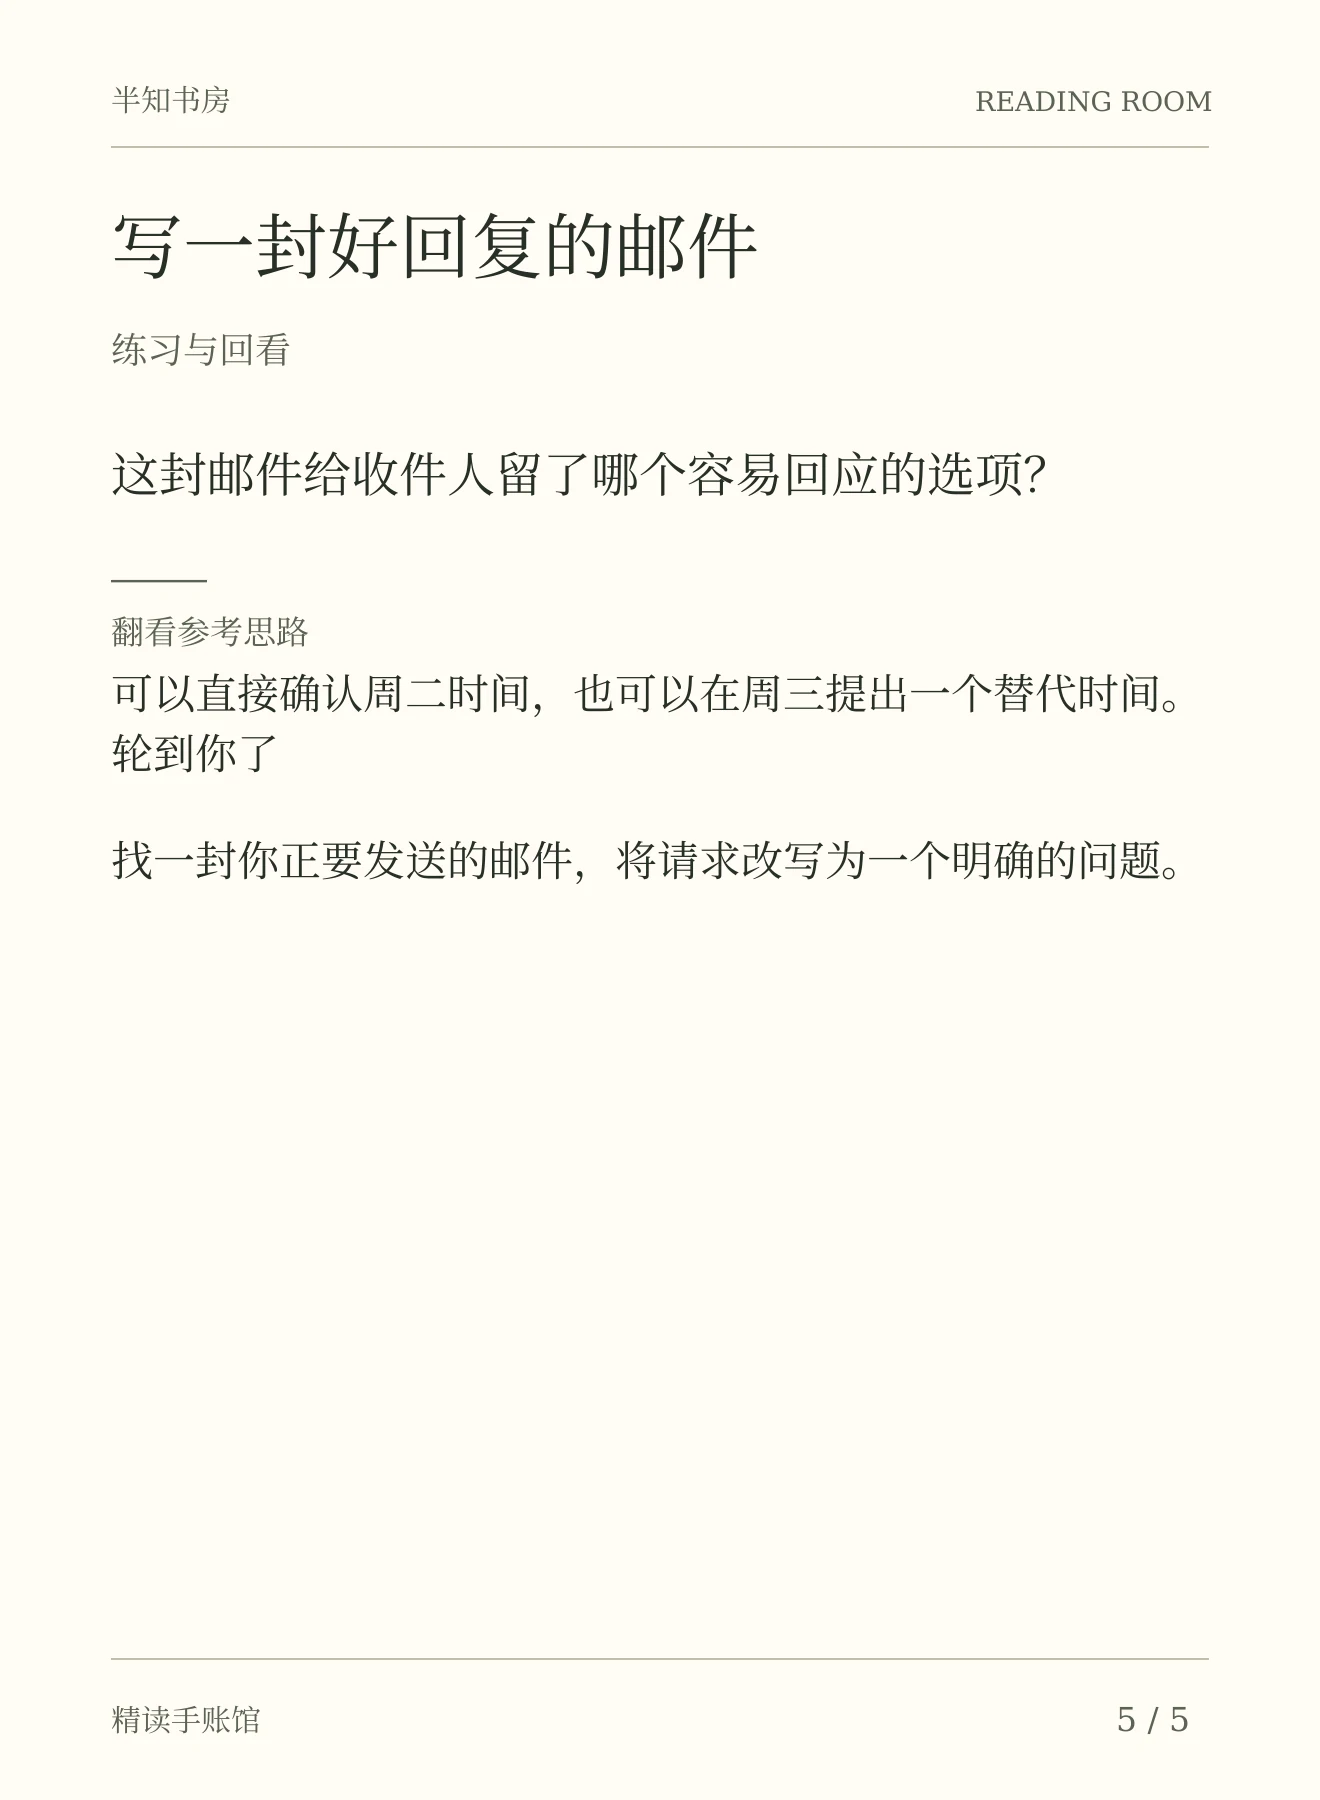 半知书房
READING ROOM
写一封好回复的邮件
练习与回看
这封邮件给收件人留了哪个容易回应的选项？
翻看参考思路
可以直接确认周二时间，也可以在周三提出一个替代时间。
轮到你了
找一封你正要发送的邮件，将请求改写为一个明确的问题。
精读手账馆
5 / 5